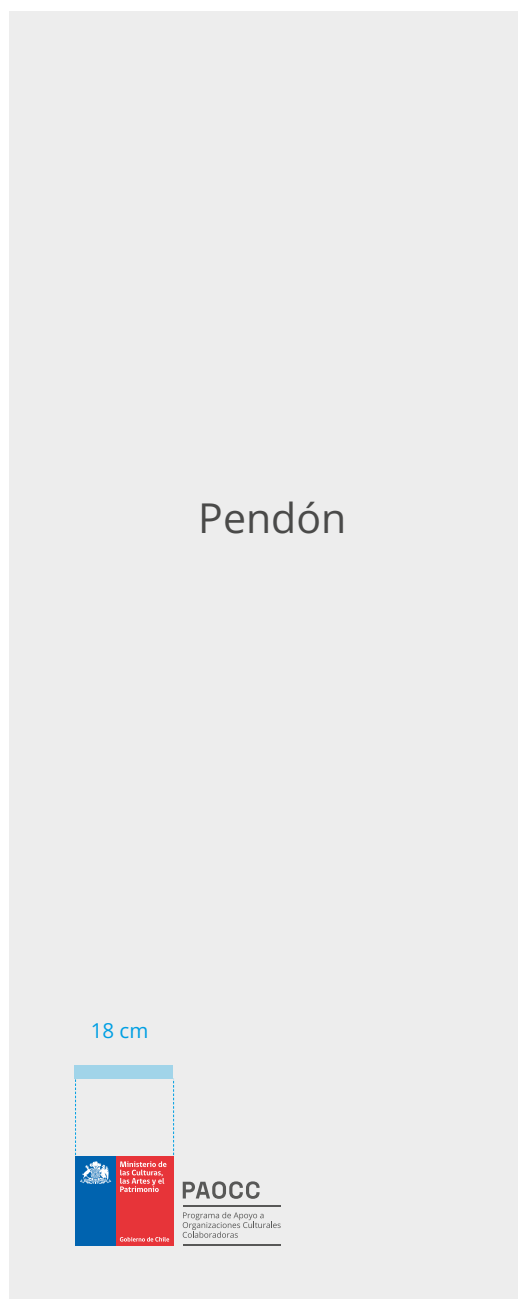 Pendón
18 cm
Ministerio de
las Culturas,
las Artes y el
Patrimonio
Gobierno de Chile
PAOCC
Programa de Apoyo a
Organizaciones Culturales
Colaboradoras